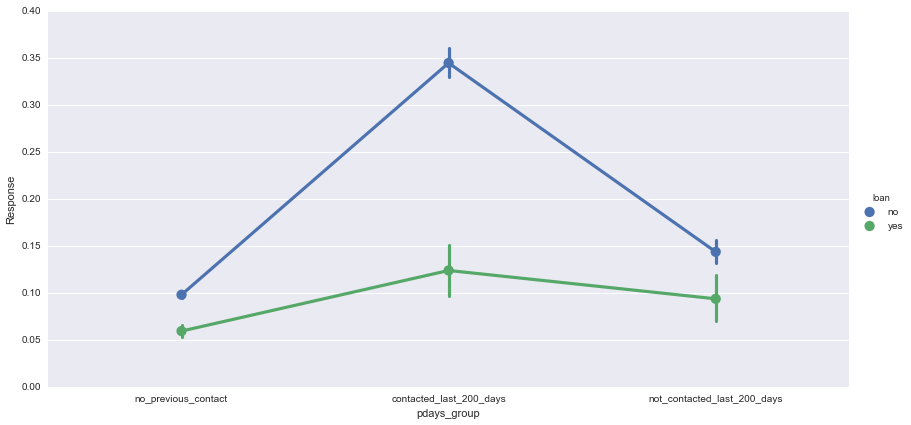 0.40
0.35
0.30
0.25
0.20
0.15
0.10
0.05
0.00
Response
no_previous_contact
contacted_last_200_days
not_contacted_last_200_days
pdays_group
loan
no
yes